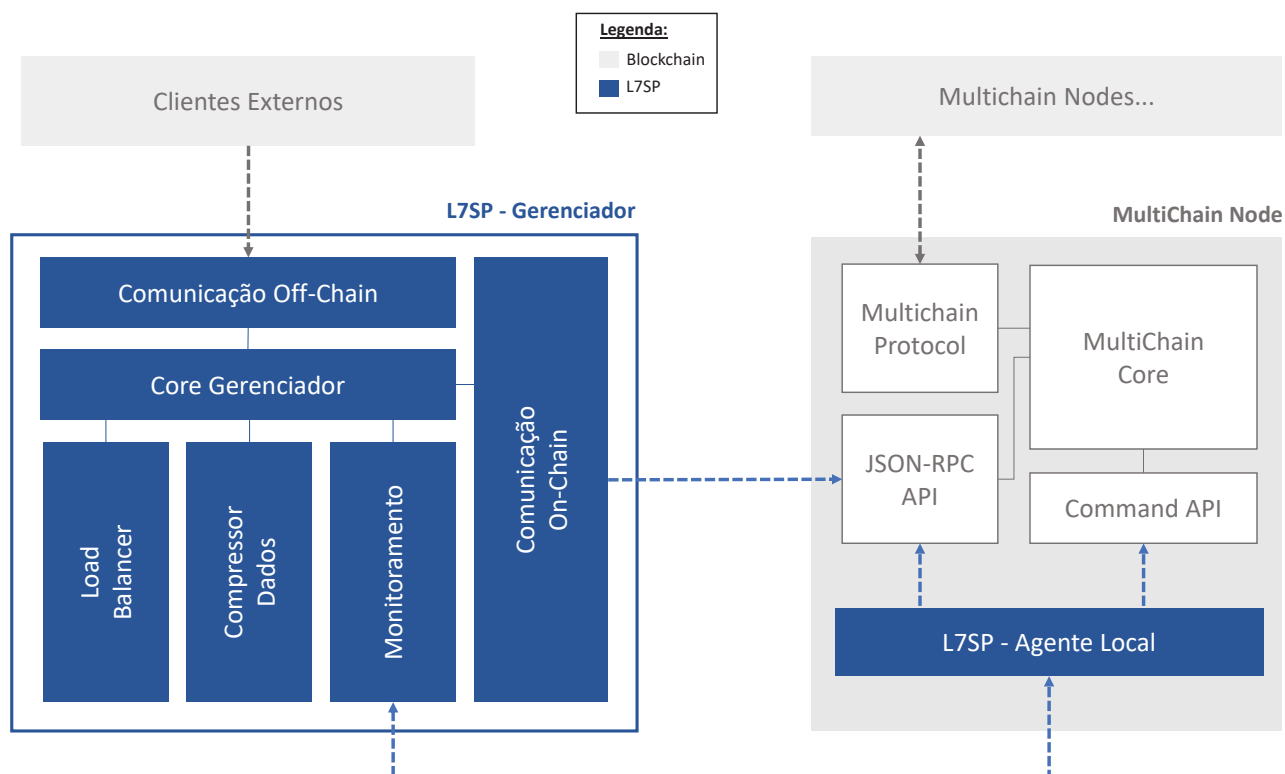 Legenda:
Blockchain
L7SP
Clientes Externos
Multichain Nodes...
L7SP - Gerenciador
MultiChain Node
Comunicação Off-Chain
Core Gerenciador
Load
Balancer
Compressor
Dados
Monitoramento
Comunicação
On-Chain
Multichain
Protocol
MultiChain
Core
JSON-RPC
API
Command API
L7SP - Agente Local